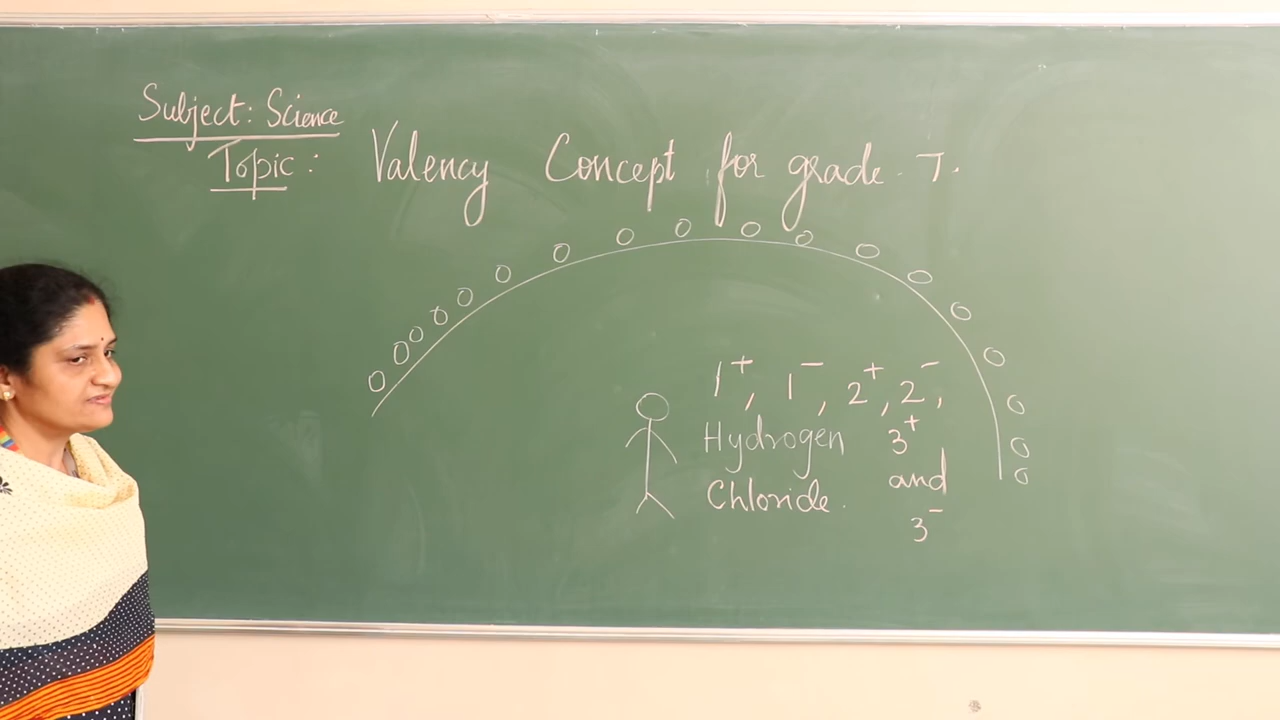 Subject: Science
Topic: Valency Concept for grade 7.
1⁺, 1⁻, 2⁺, 2⁻,
Hydrogen 3⁺
Chloride. and
3⁻